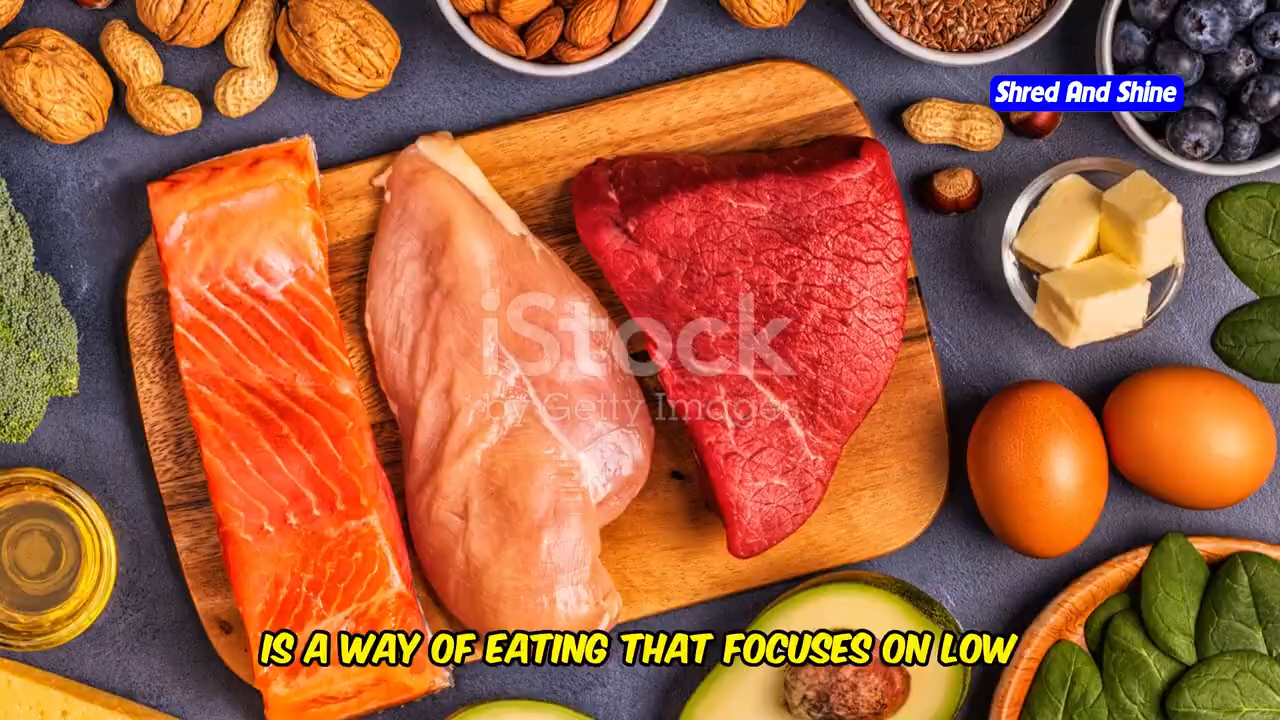 Shred And Shine
iStock
by Getty Images
IS A WAY OF EATING THAT FOCUSES ON LOW